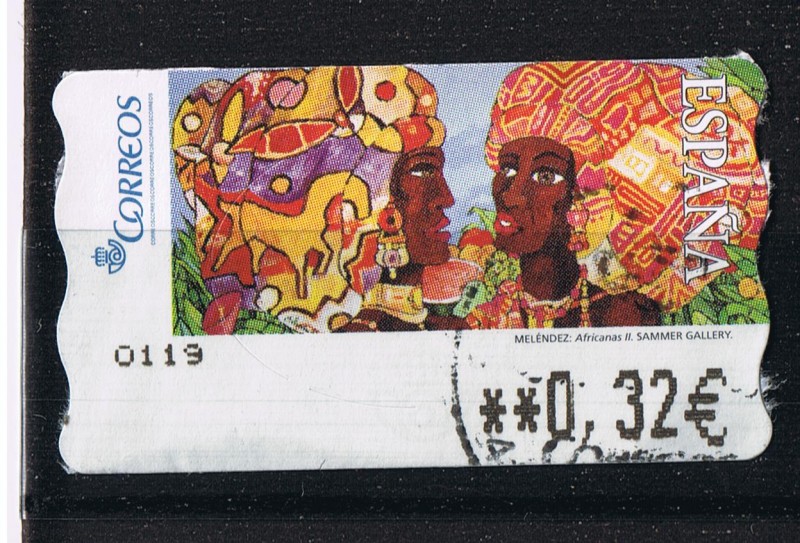 CORREOS
ESPAÑA
MELÉNDEZ: Africanas II. SAMMER GALLERY.
0119
**0,32€